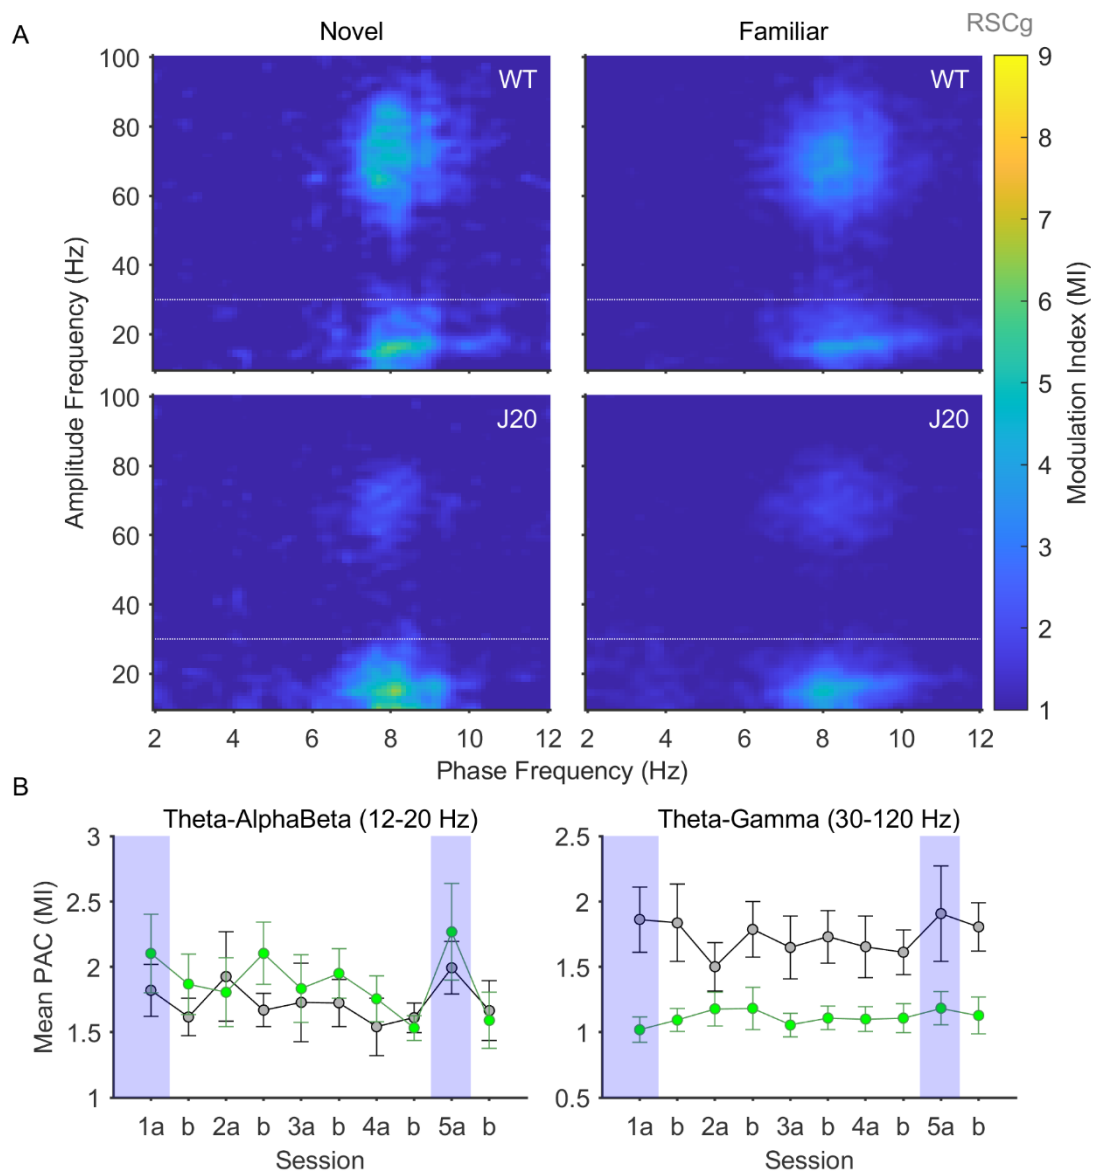 A
Novel
Familiar
RSCg
WT
WT
J20
J20
100
80
60
40
20
100
80
60
40
20
Amplitude Frequency (Hz)
2
4
6
8
10
12
2
4
6
8
10
12
Phase Frequency (Hz)
9
8
7
6
5
4
3
2
1
Modulation Index (MI)
B
Theta-AlphaBeta (12-20 Hz)
Theta-Gamma (30-120 Hz)
3
2.5
2
1.5
1
Mean PAC (MI)
1a b 2a b 3a b 4a b 5a b
Session
2.5
2
1.5
1
0.5
1a b 2a b 3a b 4a b 5a b
Session